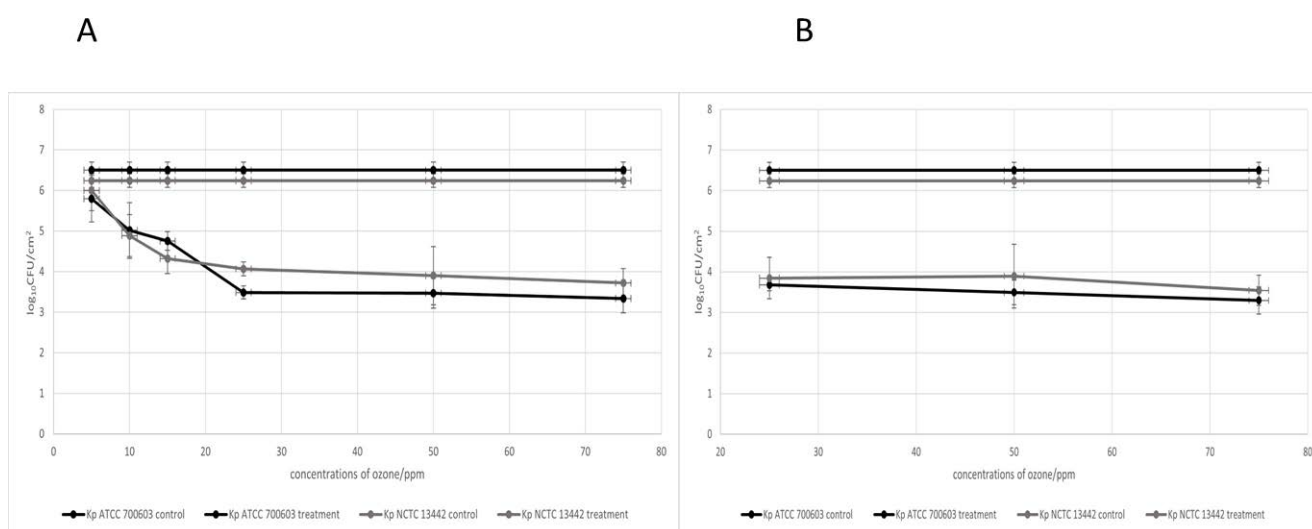 A
B
8
7
6
5
4
3
2
1
0
log₁₀CFU/cm²
0 10 20 30 40 50 60 70 80
concentrations of ozone/ppm
Kp ATCC 700603 control Kp ATCC 700603 treatment Kp NCTC 13442 control Kp NCTC 13442 treatment
8
7
6
5
4
3
2
1
0
log₁₀CFU/cm²
20 30 40 50 60 70 80
concentrations of ozone/ppm
Kp ATCC 700603 control Kp ATCC 700603 treatment Kp NCTC 13442 control Kp NCTC 13442 treatment